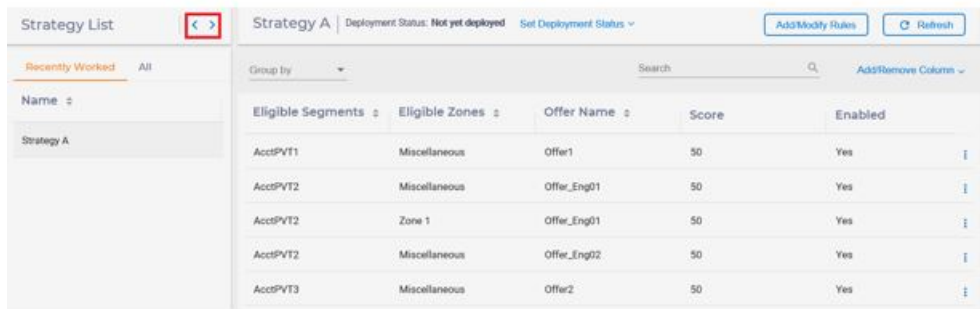 Strategy List
Strategy A Deployment Status: Not yet deployed Set Deployment Status Add/Modify Rules Refresh
Recently Worked All
Group by Search Add/Remove Column
Name
Eligible Segments Eligible Zones Offer Name Score Enabled
Strategy A
AcctPVT1 Miscellaneous Offer1 50 Yes
AcctPVT2 Miscellaneous Offer_Eng01 50 Yes
AcctPVT2 Zone 1 Offer_Eng01 50 Yes
AcctPVT2 Miscellaneous Offer_Eng02 50 Yes
AcctPVT3 Miscellaneous Offer2 50 Yes